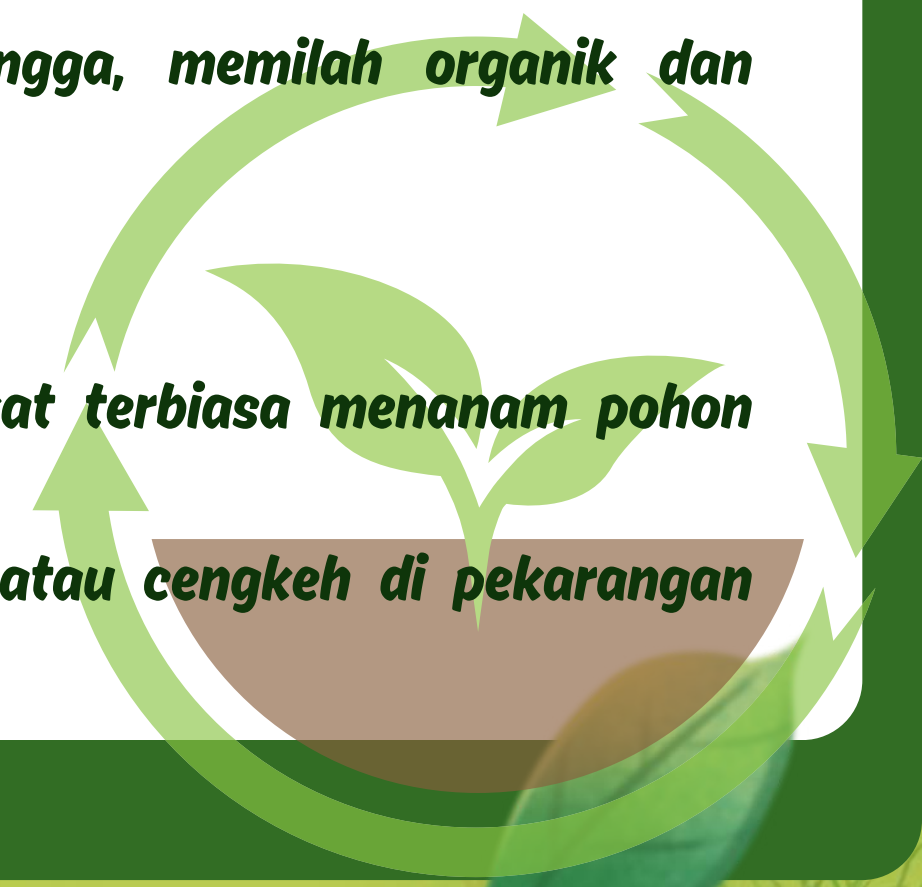 ngga, memilah organik dan
at terbiasa menanam pohon
atau cengkeh di pekarangan